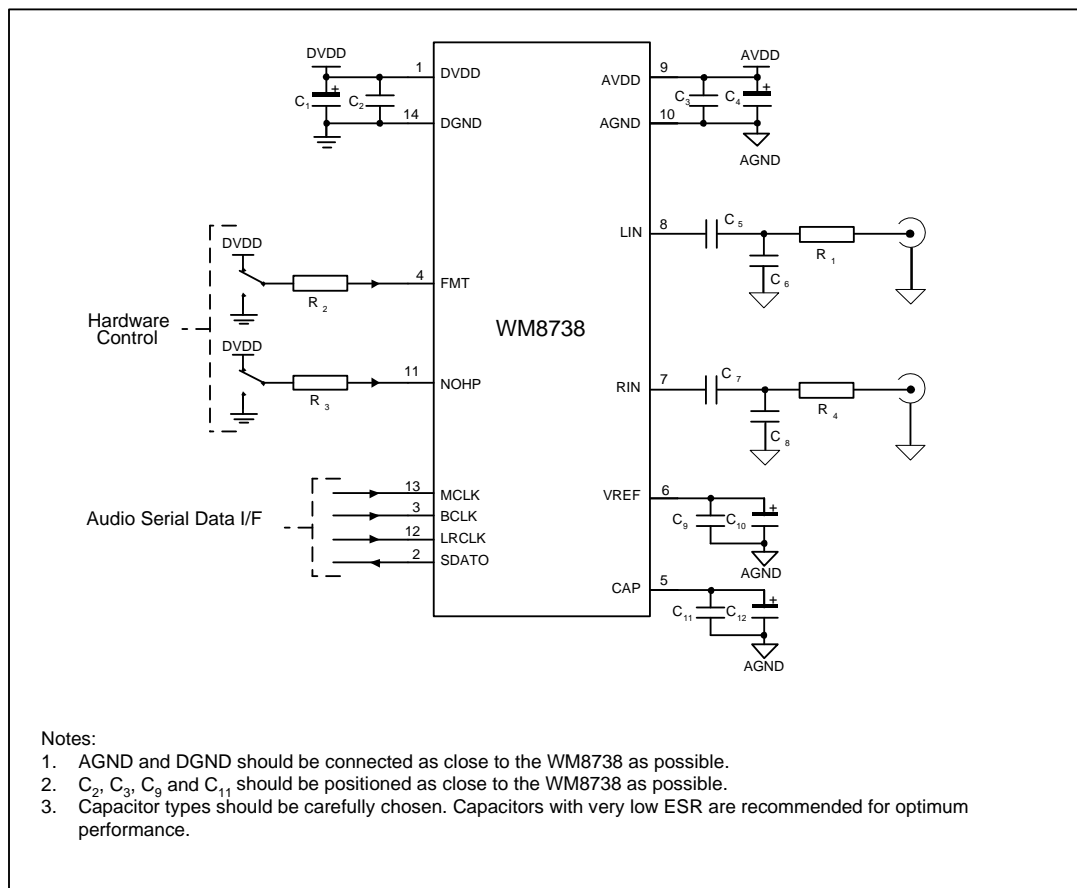 DVDD
1
DVDD
C1
+
C2
14
DGND
9
AVDD
AVDD
C3
C4
+
10
AGND
AGND
LIN
8
C5
R1
C6
Hardware
Control
DVDD
R2
4
FMT
WM8738
DVDD
R3
11
NOHP
RIN
7
C7
R4
C8
Audio Serial Data I/F
13
MCLK
3
BCLK
12
LRCLK
2
SDATO
VREF
6
C9
C10
+
AGND
CAP
5
C11
C12
+
AGND
Notes:
1. AGND and DGND should be connected as close to the WM8738 as possible.
2. C2, C3, C9 and C11 should be positioned as close to the WM8738 as possible.
3. Capacitor types should be carefully chosen. Capacitors with very low ESR are recommended for optimum
performance.